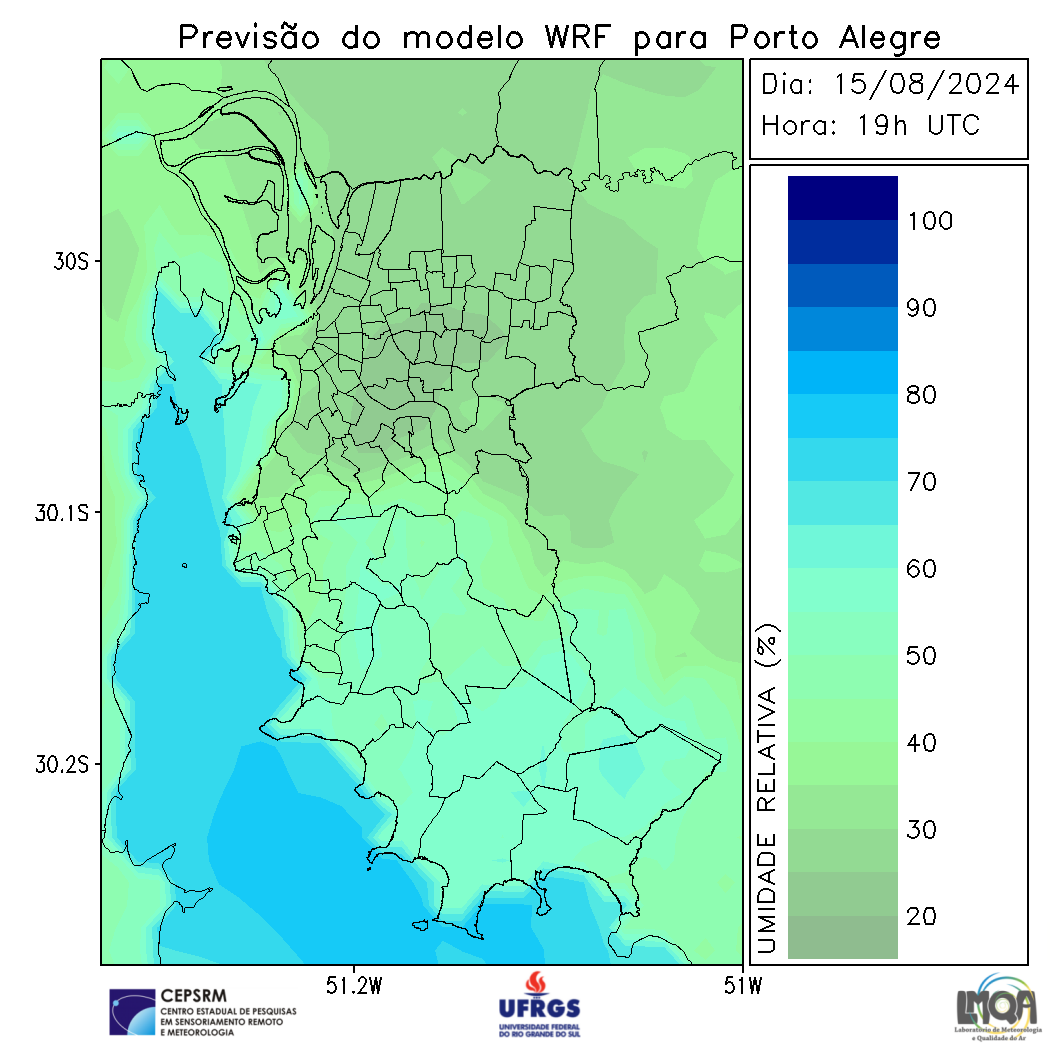 Previsão do modelo WRF para Porto Alegre
Dia: 15/08/2024
Hora: 19h UTC
30S
30.1S
30.2S
51.2W
51W
100
90
80
70
60
50
40
30
20
UMIDADE RELATIVA (%)
CEPSRM
CENTRO ESTADUAL DE PESQUISAS
EM SENSORIAMENTO REMOTO
E METEOROLOGIA
UFRGS
UNIVERSIDADE FEDERAL
DO RIO GRANDE DO SUL
LMQA
Laboratório de Meteorologia
e Qualidade do Ar